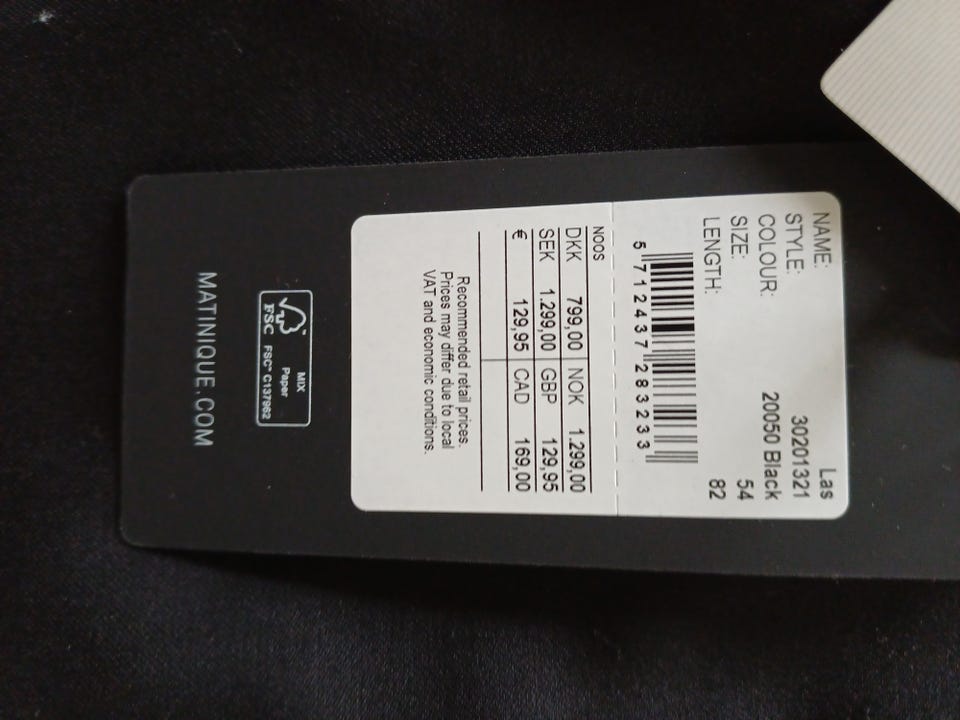 NAME: Las
STYLE: 30201321
COLOUR: 20050 Black
SIZE: 54
LENGTH: 82
5 712437 283233
NOOS
DKK 799,00 NOK 1.299,00
SEK 1.299,00 GBP 129,95
€ 129,95 CAD 169,00
Recommended retail prices.
Prices may differ due to local
VAT and economic conditions.
MIX
Paper
FSC FSC™ C137962
MATINIQUE.COM